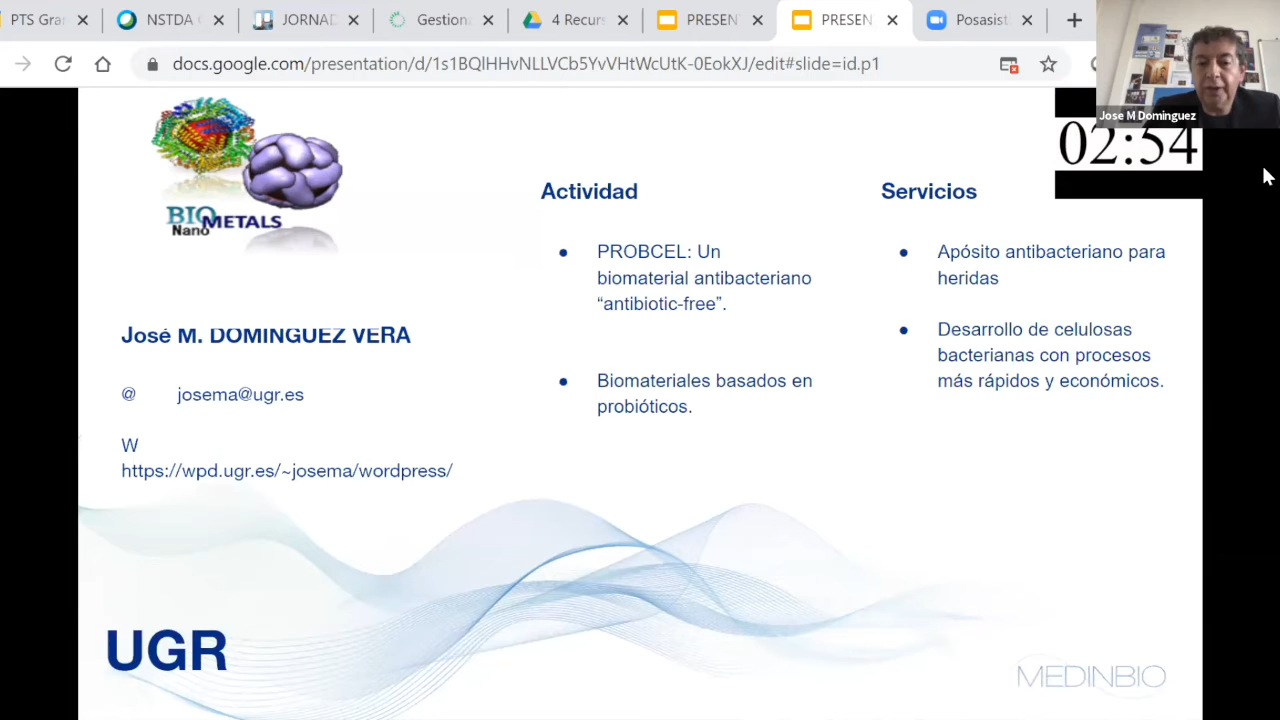 PTS Gra
NSTDA
JORNAD
Gestiona
4 Recurs
PRESEN
PRESEN
Posasist
docs.google.com/presentation/d/1s1BQlHHvNLLVCb5YvVHtWcUtK-0EokXJ/edit#slide=id.p1
Jose M Dominguez
02:54
BIO
Nano METALS
José M. DOMINGUEZ VERA
@ josema@ugr.es
W
https://wpd.ugr.es/~josema/wordpress/
Actividad
● PROBCEL: Un
biomaterial antibacteriano
“antibiotic-free”.
● Biomateriales basados en
probióticos.
Servicios
● Apósito antibacteriano para
heridas
● Desarrollo de celulosas
bacterianas con procesos
más rápidos y económicos.
UGR
MEDINBIO